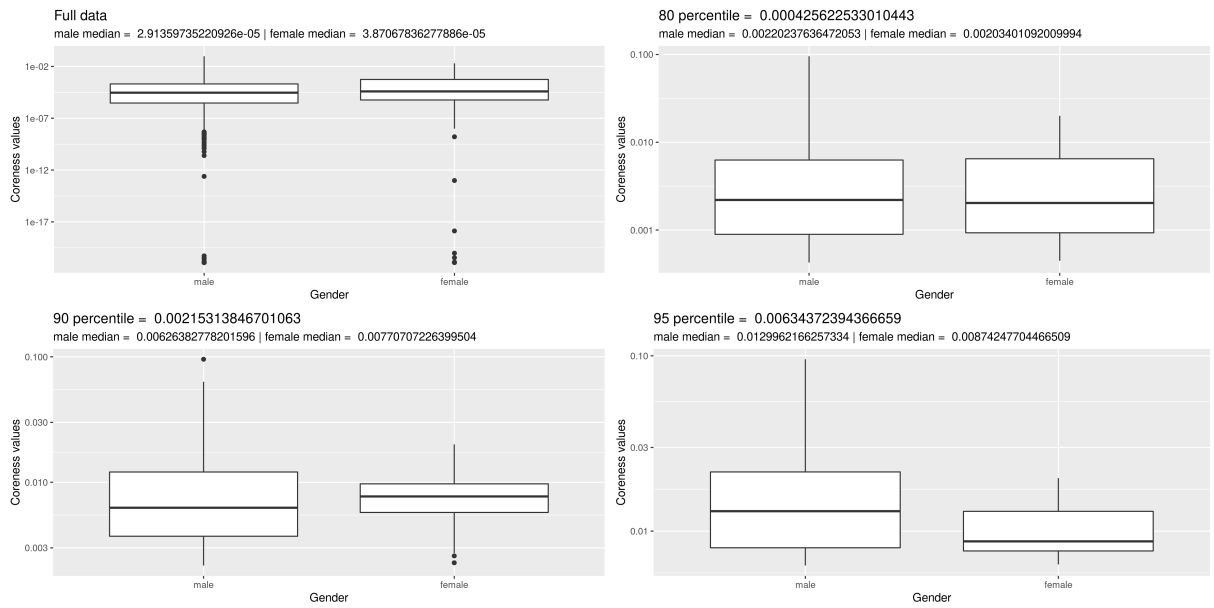 Full data
male median =  2.91359735220926e-05 | female median =  3.87067836277886e-05
1e-02
1e-07
1e-12
1e-17
Coreness values
male
female
Gender
80 percentile =  0.000425622533010443
male median =  0.00220237636472053 | female median =  0.00203401092009994
0.100
0.010
0.001
Coreness values
male
female
Gender
90 percentile =  0.00215313846701063
male median =  0.00626382778201596 | female median =  0.00770707226399504
0.100
0.030
0.010
0.003
Coreness values
male
female
Gender
95 percentile =  0.00634372394366659
male median =  0.0129962166257334 | female median =  0.00874247704466509
0.10
0.03
0.01
Coreness values
male
female
Gender